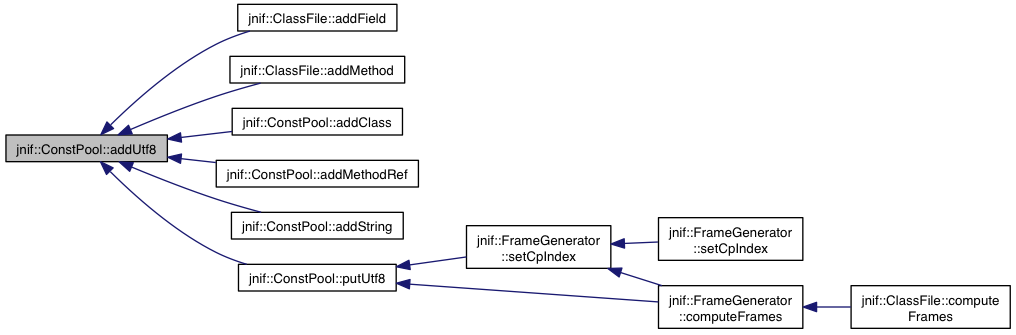 jnif::ClassFile::addField
jnif::ClassFile::addMethod
jnif::ConstPool::addClass
jnif::ConstPool::addUtf8
jnif::ConstPool::addMethodRef
jnif::ConstPool::addString
jnif::ConstPool::putUtf8
jnif::FrameGenerator
::setCpIndex
jnif::FrameGenerator
::setCpIndex
jnif::FrameGenerator
::computeFrames
jnif::ClassFile::compute
Frames